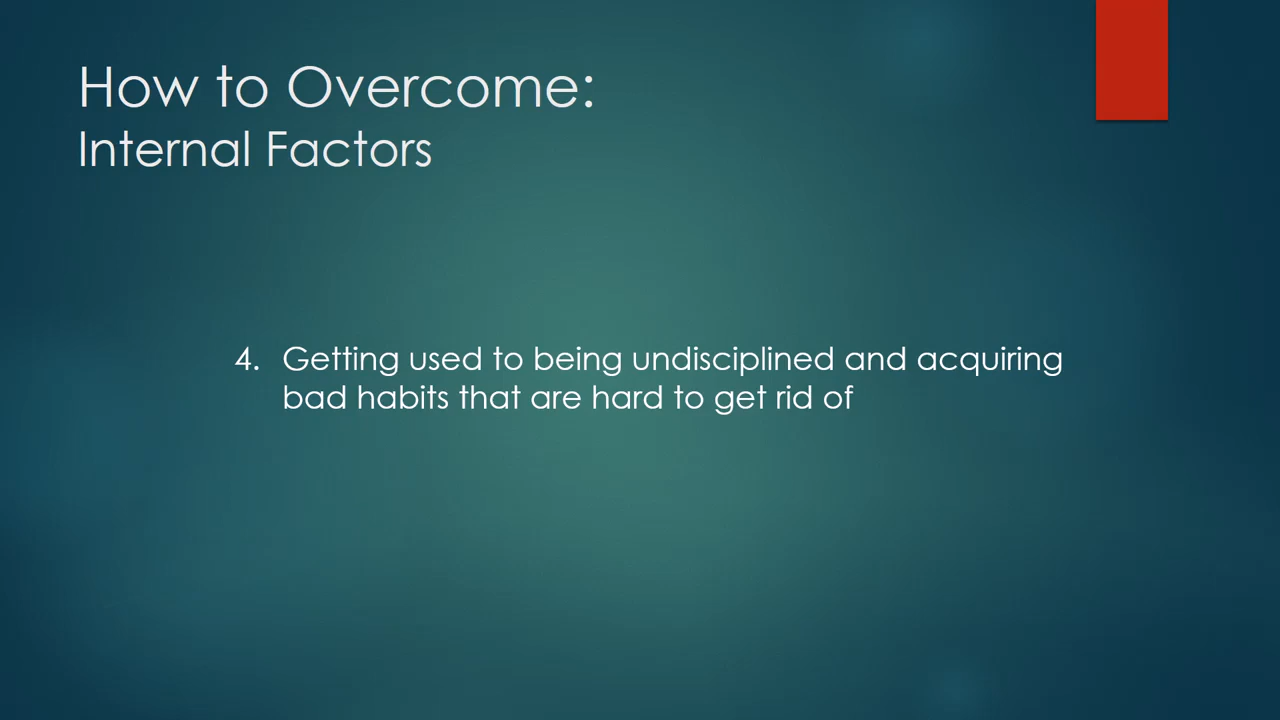 How to Overcome:
Internal Factors
4. Getting used to being undisciplined and acquiring
bad habits that are hard to get rid of